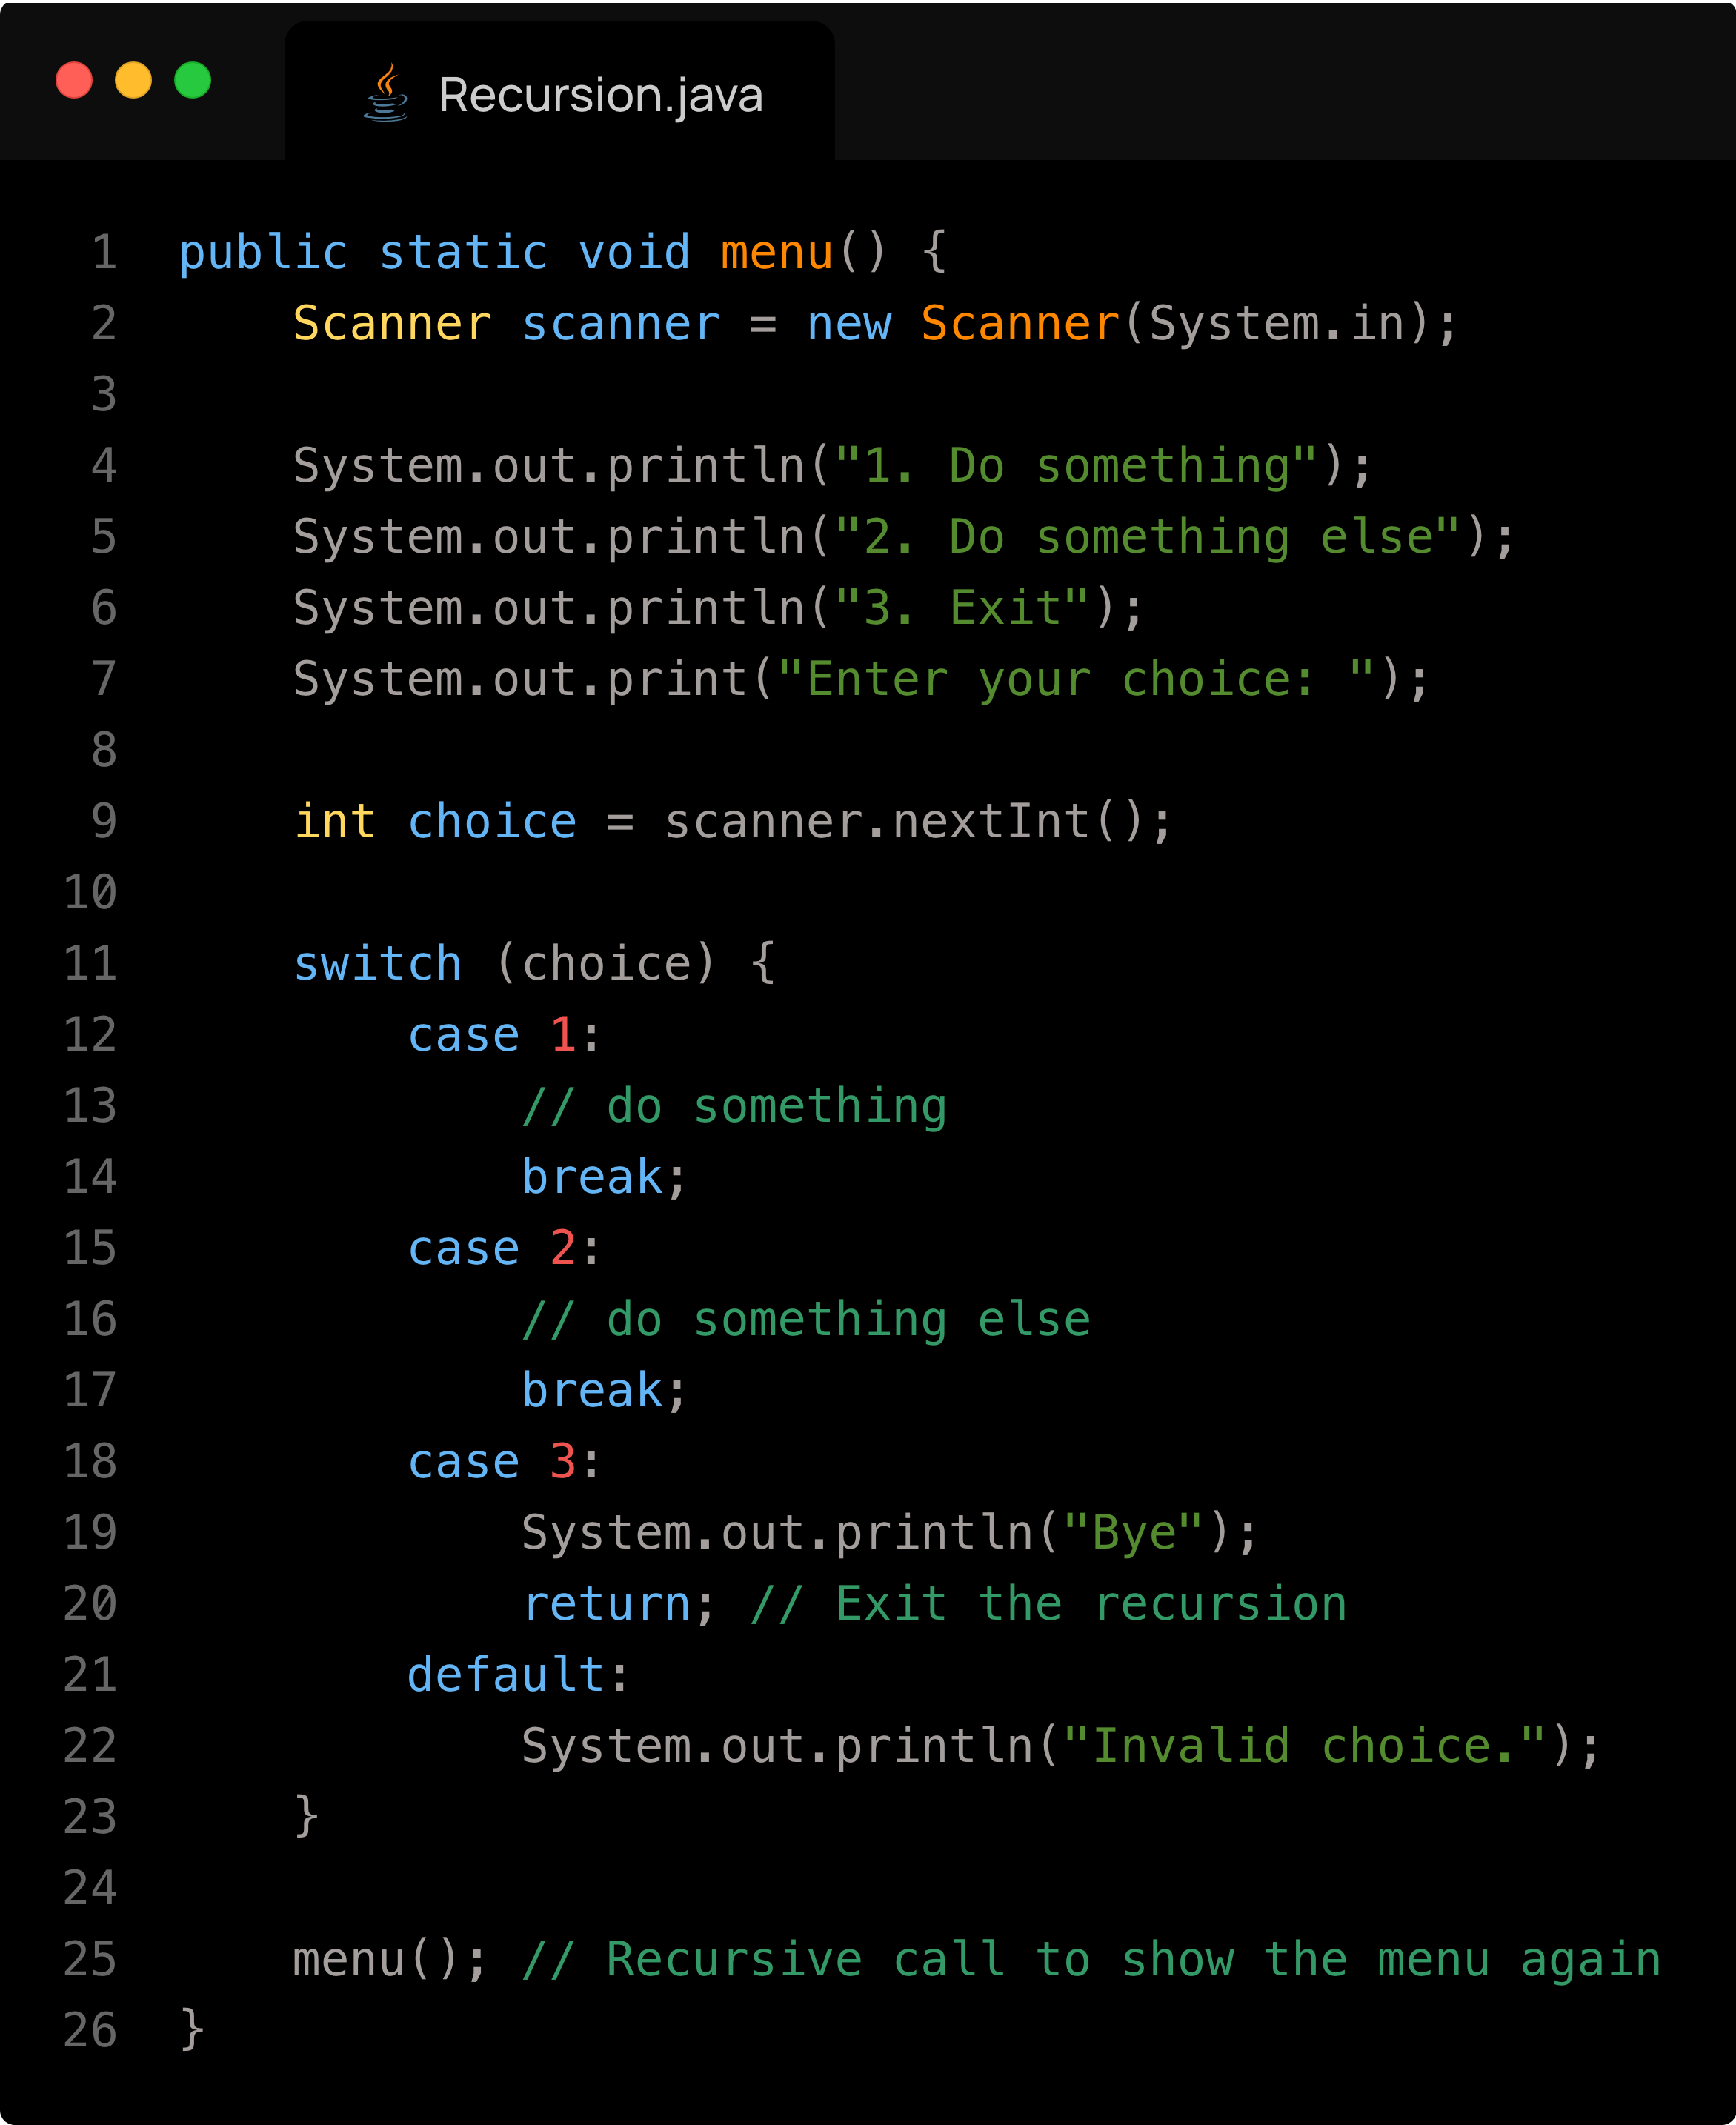 Recursion.java
1 public static void menu() {
2     Scanner scanner = new Scanner(System.in);
3
4     System.out.println("1. Do something");
5     System.out.println("2. Do something else");
6     System.out.println("3. Exit");
7     System.out.print("Enter your choice: ");
8
9     int choice = scanner.nextInt();
10
11     switch (choice) {
12         case 1:
13             // do something
14             break;
15         case 2:
16             // do something else
17             break;
18         case 3:
19             System.out.println("Bye");
20             return; // Exit the recursion
21         default:
22             System.out.println("Invalid choice.");
23     }
24
25     menu(); // Recursive call to show the menu again
26 }